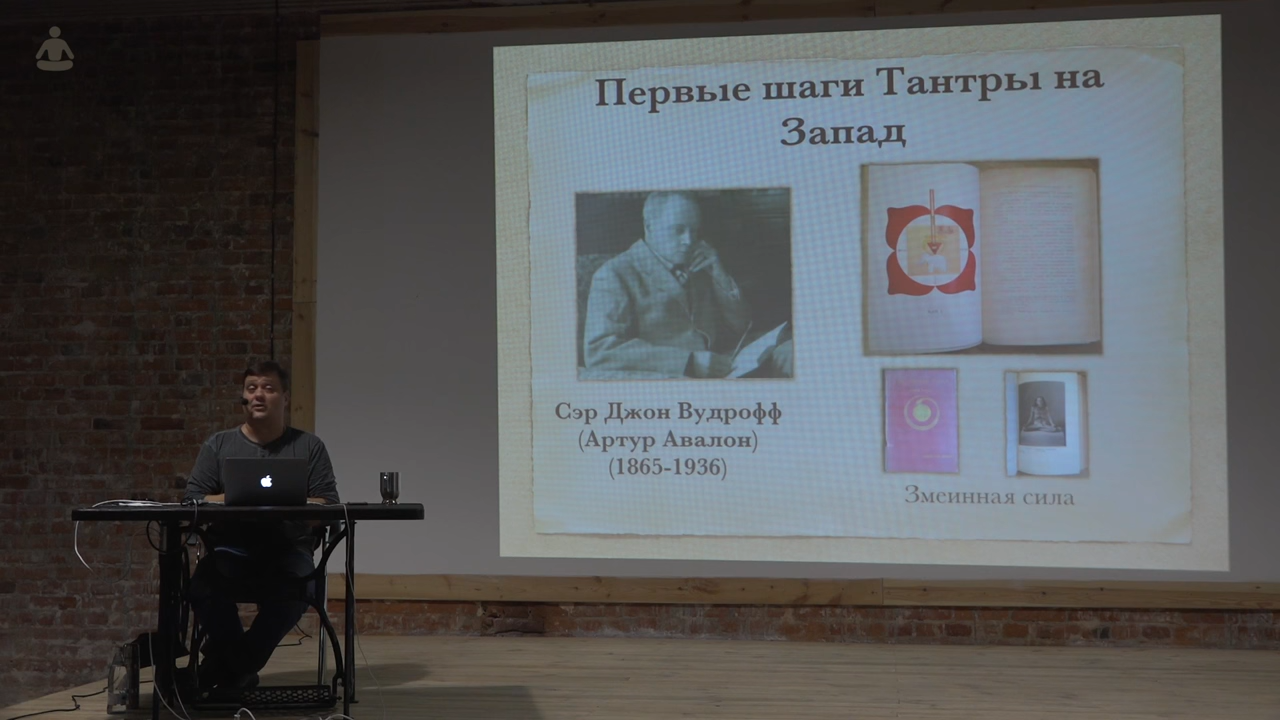 Первые шаги Тантры на
Запад
Сэр Джон Вудрофф
(Артур Авалон)
(1865-1936)
Змеинная сила